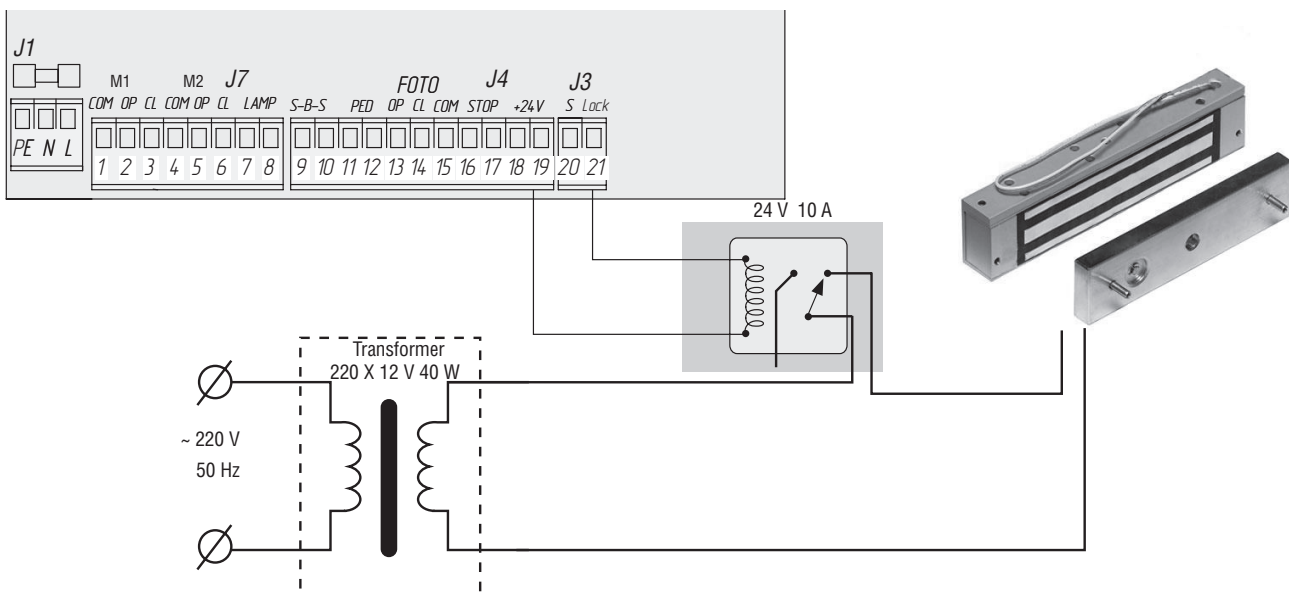 J1
M1 M2 J7
COM OP CL COM OP CL LAMP
FOTO J4
S-B-S PED OP CL COM STOP +24V
J3
S Lock
PE N L
1 2 3 4 5 6 7 8
9 10 11 12 13 14 15 16 17 18 19
20 21
24 V 10 A
Transformer
220 X 12 V 40 W
~ 220 V
50 Hz